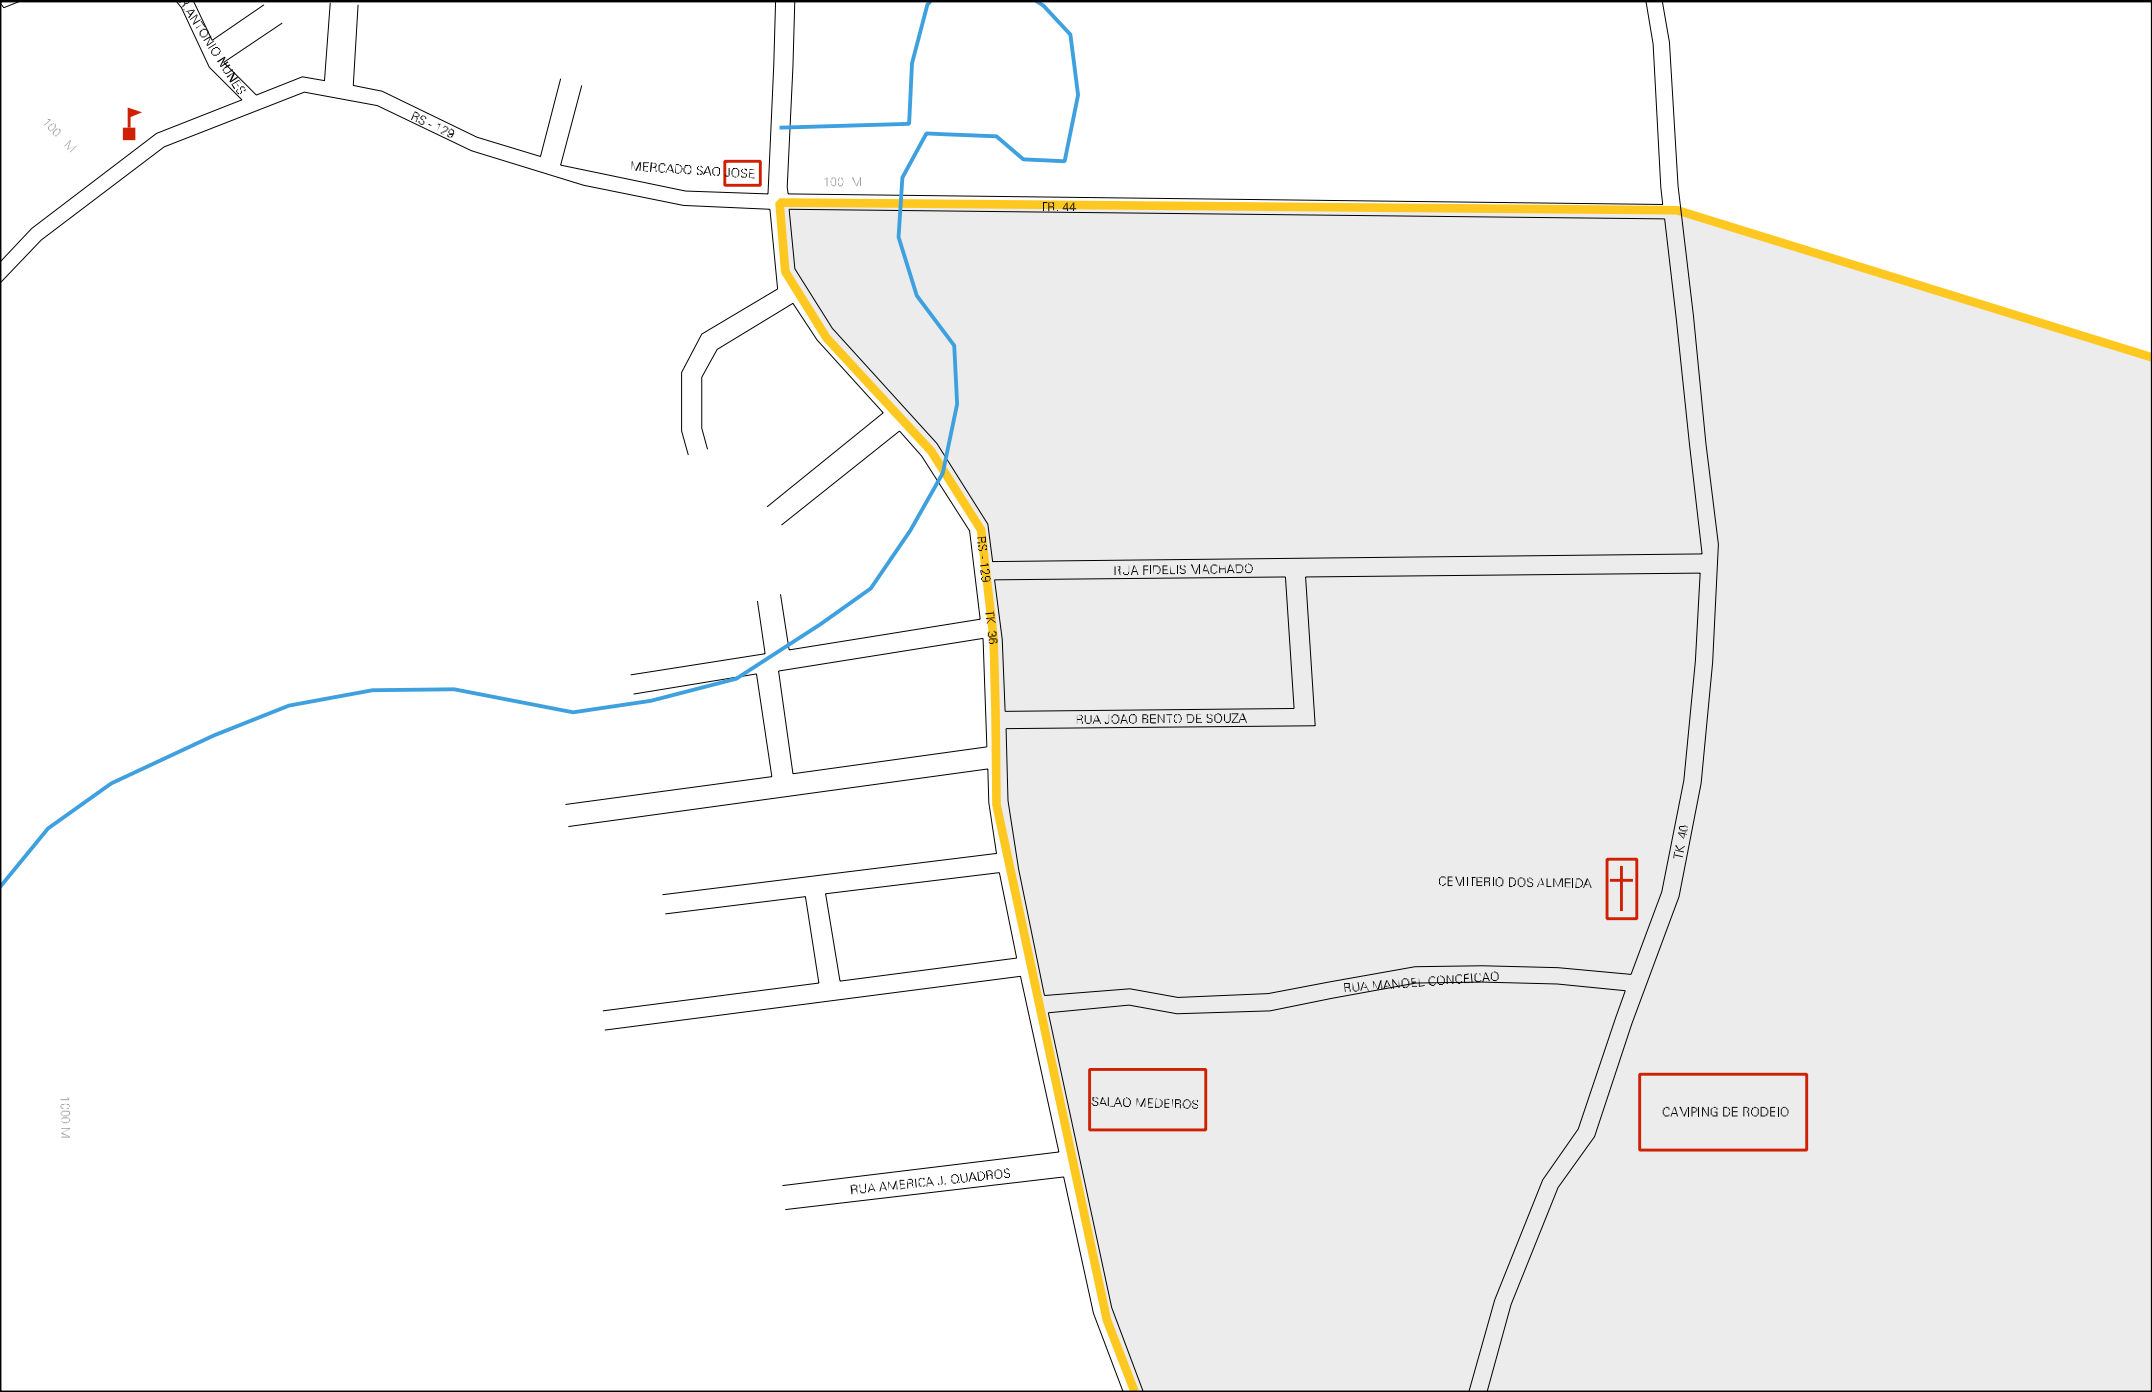 R ANTONIO NUNES
100 M
RS - 129
MERCADO SAO JOSE
100 M
TR. 44
RS - 129
RUA FIDELIS MACHADO
TK 36
RUA JOAO BENTO DE SOUZA
TK 40
CEMITERIO DOS ALMEIDA
RUA MANOEL CONCEICAO
SALAO MEDEIROS
CAMPING DE RODEIO
1000 M
RUA AMERICA J. QUADROS